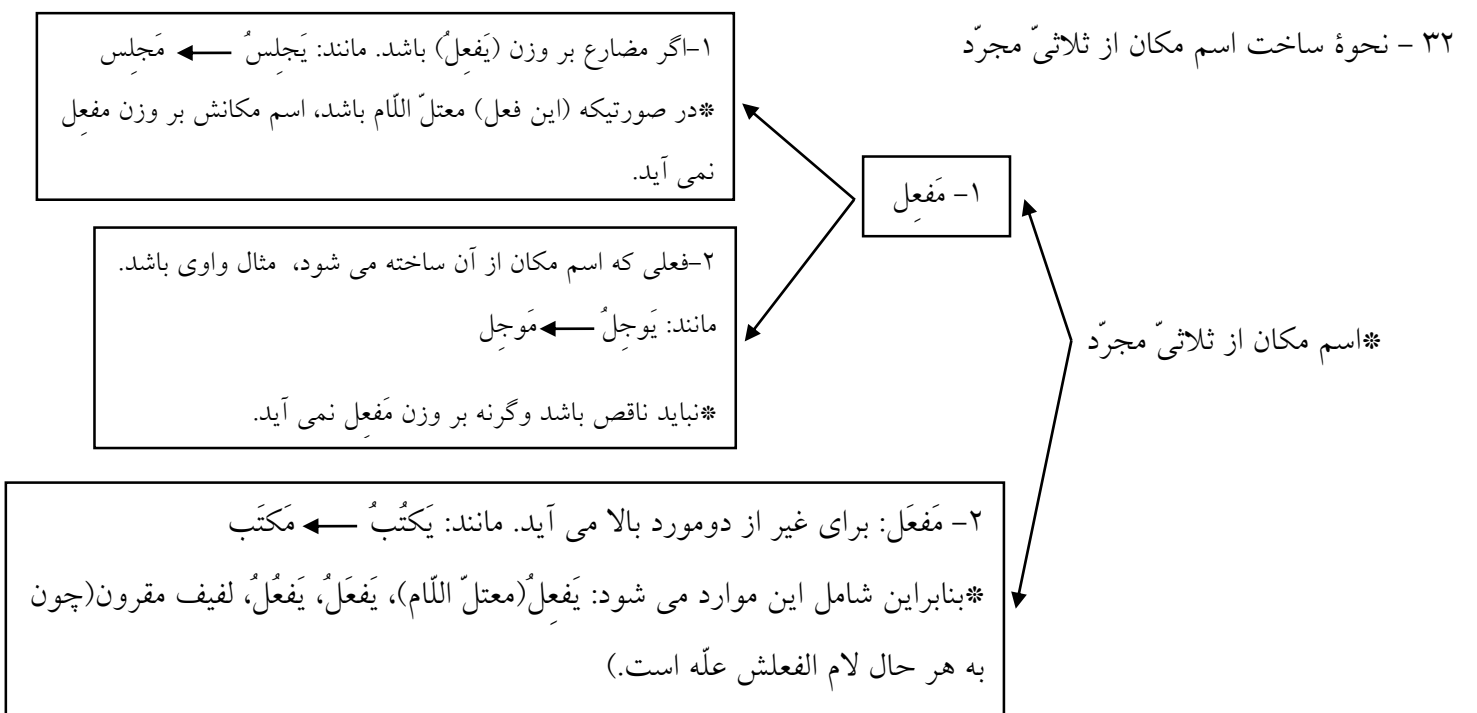 ۳۲ – نحوۀ ساخت اسم مکان از ثلاثیّ مجرّد
۱–اگر مضارع بر وزن (یَفعِلُ) باشد. مانند: یَجلِسُ ← مَجلِس
*در صورتیکه (این فعل) معتلّ اللّام باشد، اسم مکانش بر وزن مفعِل
نمی آید.
۱– مَفعِل
۲–فعلی که اسم مکان از آن ساخته می شود، مثال واوی باشد.
مانند: یَوجِلُ ← مَوجِل
*نباید ناقص باشد وگرنه بر وزن مَفعِل نمی آید.
*اسم مکان از ثلاثیّ مجرّد
۲– مَفعَل: برای غیر از دومورد بالا می آید. مانند: یَکتُبُ ← مَکتَب
*بنابراین شامل این موارد می شود: یَفعِلُ(معتلّ اللّام)، یَفعَلُ، یَفعُلُ، لفیف مقرون(چون
به هر حال لام الفعلش علّه است.)